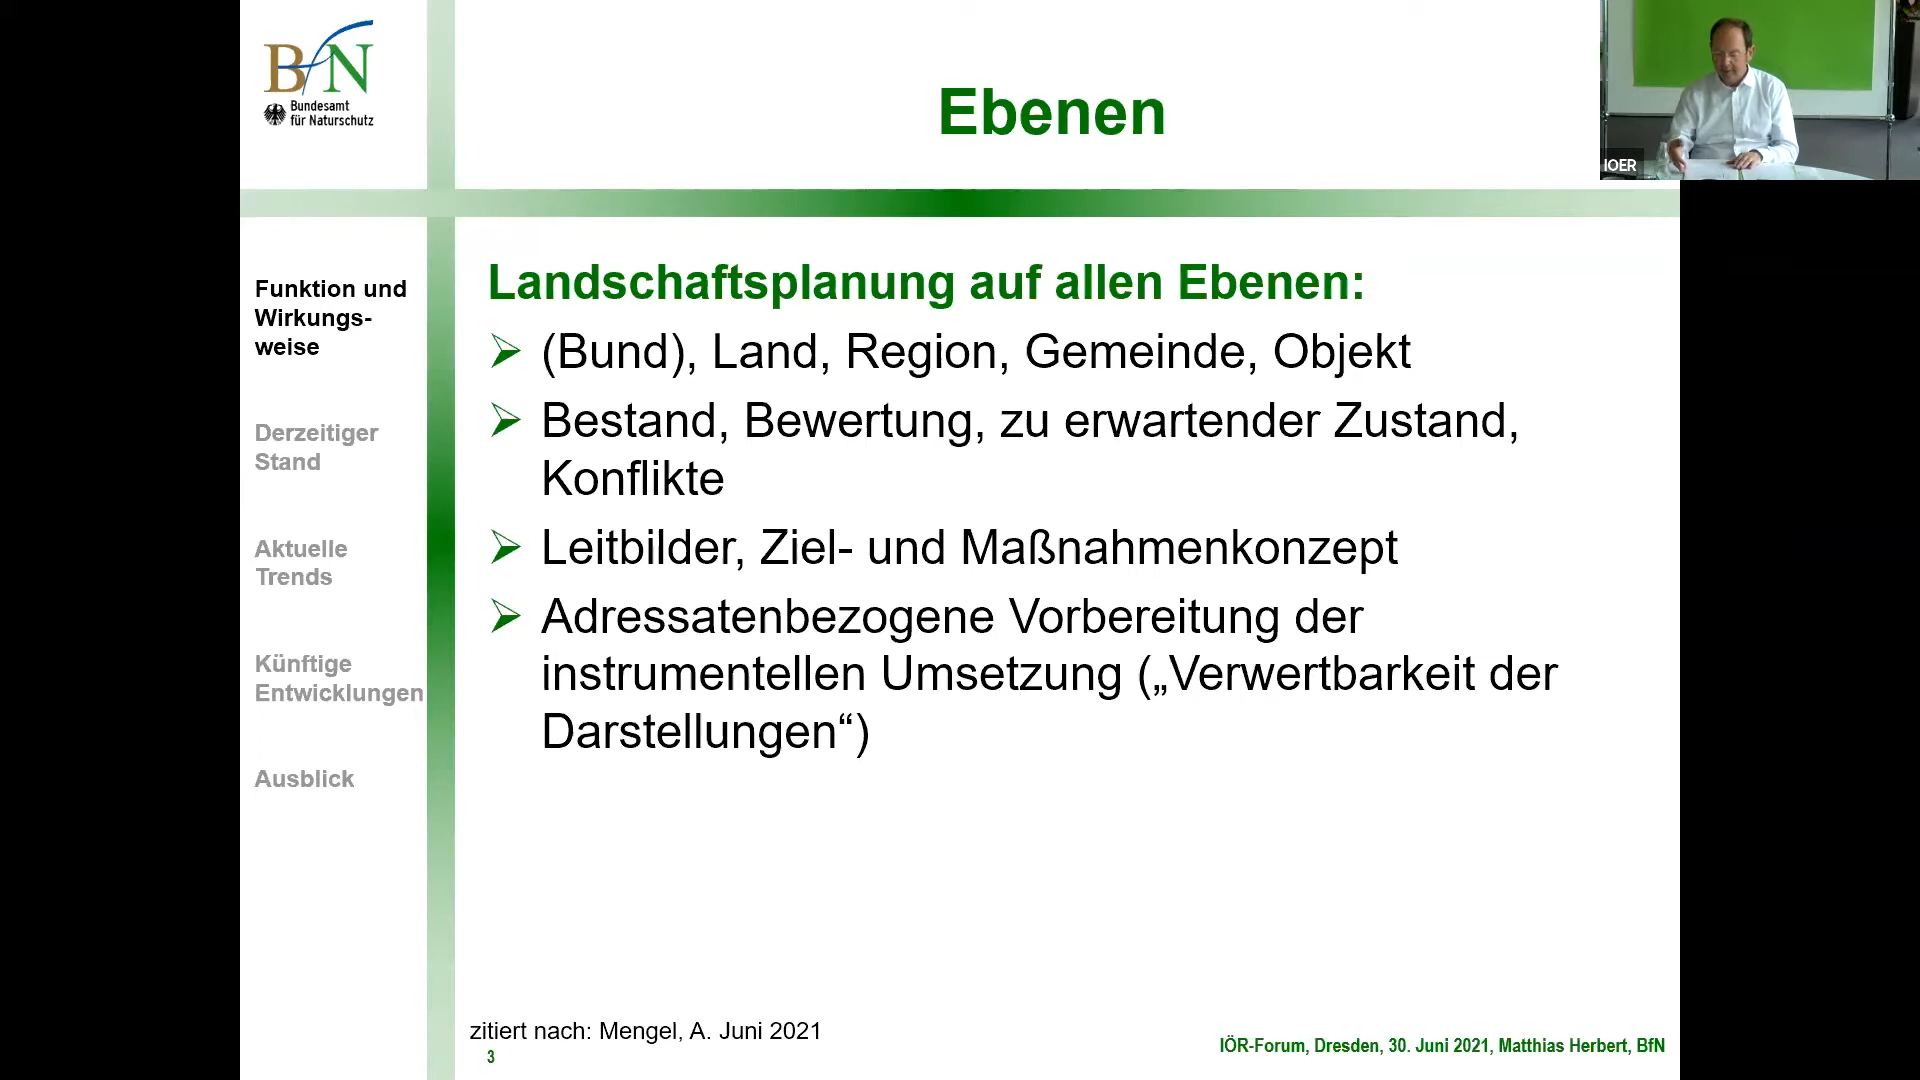 BfN
Bundesamt
für Naturschutz
Ebenen
IOER
Funktion und
Wirkungs-
weise
Derzeitiger
Stand
Aktuelle
Trends
Künftige
Entwicklungen
Ausblick
Landschaftsplanung auf allen Ebenen:
(Bund), Land, Region, Gemeinde, Objekt
Bestand, Bewertung, zu erwartender Zustand,
Konflikte
Leitbilder, Ziel- und Maßnahmenkonzept
Adressatenbezogene Vorbereitung der
instrumentellen Umsetzung („Verwertbarkeit der
Darstellungen“)
zitiert nach: Mengel, A. Juni 2021
3
IÖR-Forum, Dresden, 30. Juni 2021, Matthias Herbert, BfN